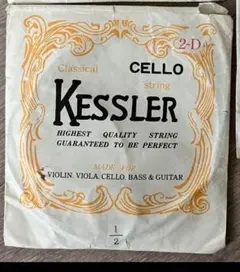 2-D
Classical CELLO
string
KESSLER
HIGHEST QUALITY STRING
GUARANTEED TO BE PERFECT
MADE FOR
VIOLIN, VIOLA, CELLO, BASS & GUITAR
1/2